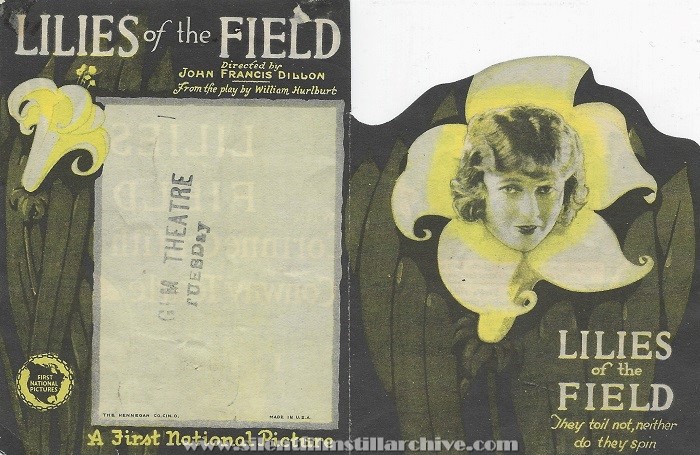 LILIES of the FIELD
Directed by
JOHN FRANCIS DILLON
From the play by William Hurlburt
GEM THEATRE
TUESDAY
FIRST
NATIONAL
PICTURES
THE HENNEGAN CO. CIN. O.
MADE IN U.S.A.
A First National Picture
LILIES
of the
FIELD
They toil not, neither
do they spin
www.silentfilmstillarchive.com